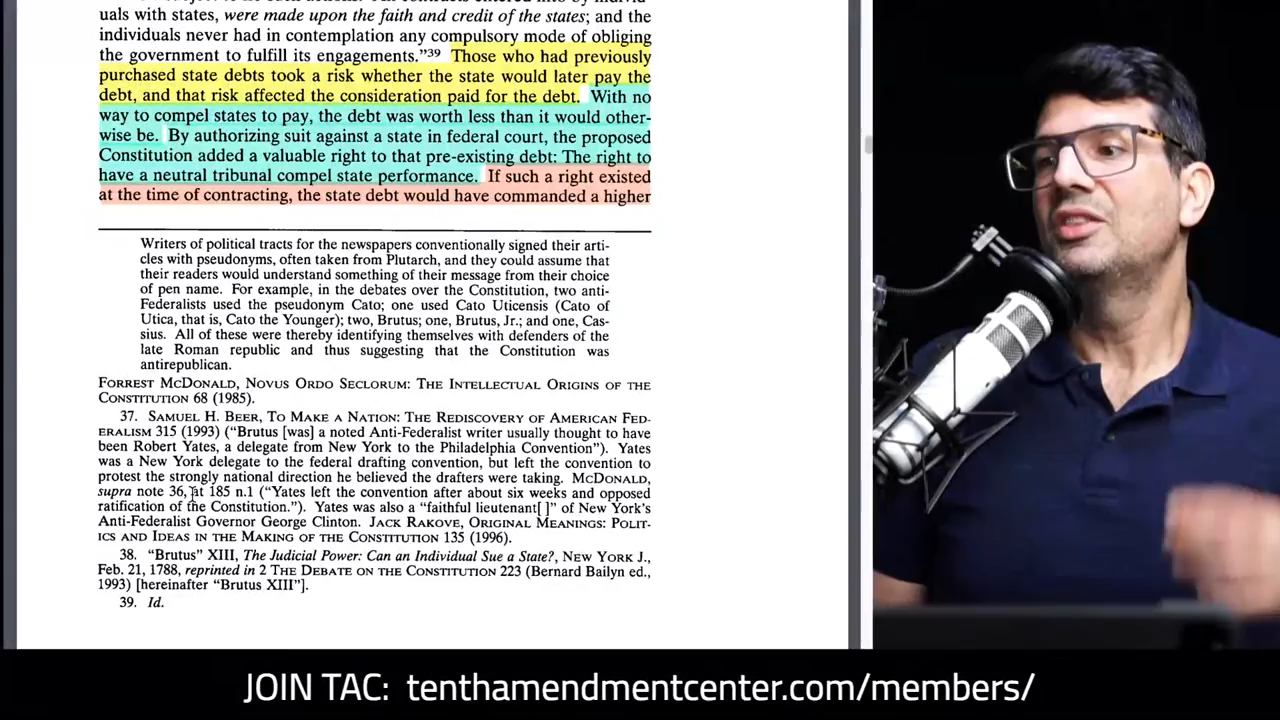 uals with states, were made upon the faith and credit of the states; and the
individuals never had in contemplation any compulsory mode of obliging
the government to fulfill its engagements."39 Those who had previously
purchased state debts took a risk whether the state would later pay the
debt, and that risk affected the consideration paid for the debt. With no
way to compel states to pay, the debt was worth less than it would other-
wise be. By authorizing suit against a state in federal court, the proposed
Constitution added a valuable right to that pre-existing debt: The right to
have a neutral tribunal compel state performance. If such a right existed
at the time of contracting, the state debt would have commanded a higher
Writers of political tracts for the newspapers conventionally signed their arti-
cles with pseudonyms, often taken from Plutarch, and they could assume that
their readers would understand something of their message from their choice
of pen name. For example, in the debates over the Constitution, two anti-
Federalists used the pseudonym Cato; one used Cato Uticensis (Cato of
Utica, that is, Cato the Younger); two, Brutus; one, Brutus, Jr.; and one, Cas-
sius. All of these were thereby identifying themselves with defenders of the
late Roman republic and thus suggesting that the Constitution was
antirepublican.
FORREST MCDONALD, NOVUS ORDO SECLORUM: THE INTELLECTUAL ORIGINS OF THE
CONSTITUTION 68 (1985).
37. SAMUEL H. BEER, TO MAKE A NATION: THE REDISCOVERY OF AMERICAN FED-
ERALISM 315 (1993) ("Brutus [was] a noted Anti-Federalist writer usually thought to have
been Robert Yates, a delegate from New York to the Philadelphia Convention"). Yates
was a New York delegate to the federal drafting convention, but left the convention to
protest the strongly national direction he believed the drafters were taking. MCDONALD,
supra note 36, at 185 n.1 ("Yates left the convention after about six weeks and opposed
ratification of the Constitution."). Yates was also a "faithful lieutenant[ ]" of New York's
Anti-Federalist Governor George Clinton. JACK RAKOVE, ORIGINAL MEANINGS: POLIT-
ICS AND IDEAS IN THE MAKING OF THE CONSTITUTION 135 (1996).
38. "Brutus" XIII, The Judicial Power: Can an Individual Sue a State?, NEW YORK J.,
Feb. 21, 1788, reprinted in 2 THE DEBATE ON THE CONSTITUTION 223 (Bernard Bailyn ed.,
1993) [hereinafter "Brutus XIII"].
39. Id.
JOIN TAC: tenthamendmentcenter.com/members/